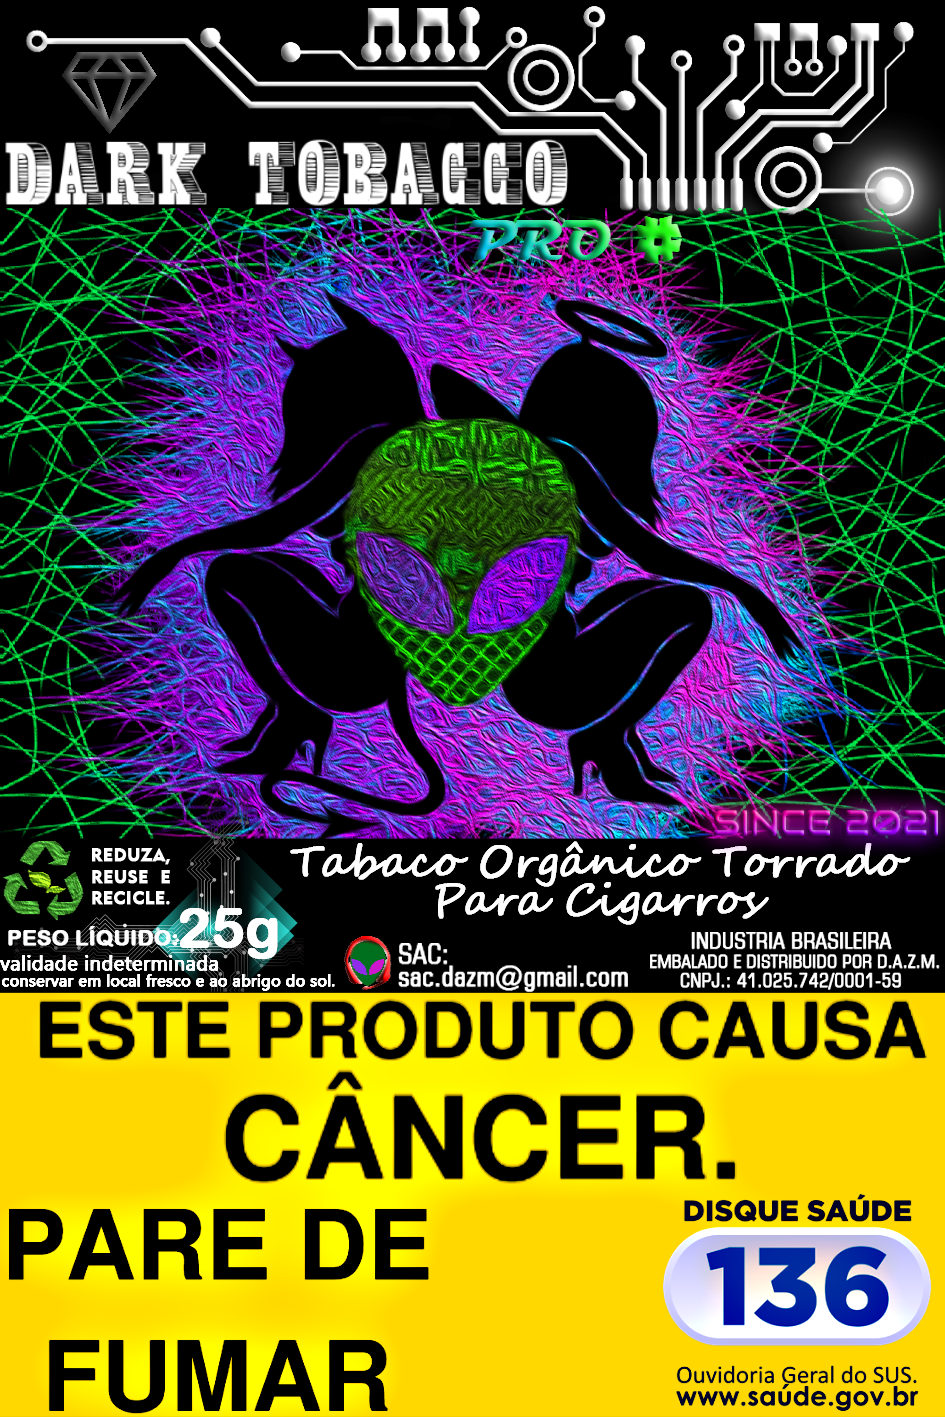 DARK TOBACCO
PRO #
SINCE 2021
REDUZA,
REUSE E
RECICLE.
Tabaco Orgânico Torrado
Para Cigarros
PESO LÍQUIDO: 25g
validade indeterminada
conservar em local fresco e ao abrigo do sol.
SAC:
sac.dazm@gmail.com
INDUSTRIA BRASILEIRA
EMBALADO E DISTRIBUIDO POR D.A.Z.M.
CNPJ.: 41.025.742/0001-59
ESTE PRODUTO CAUSA
CÂNCER.
PARE DE
FUMAR
DISQUE SAÚDE
136
Ouvidoria Geral do SUS.
www.saúde.gov.br